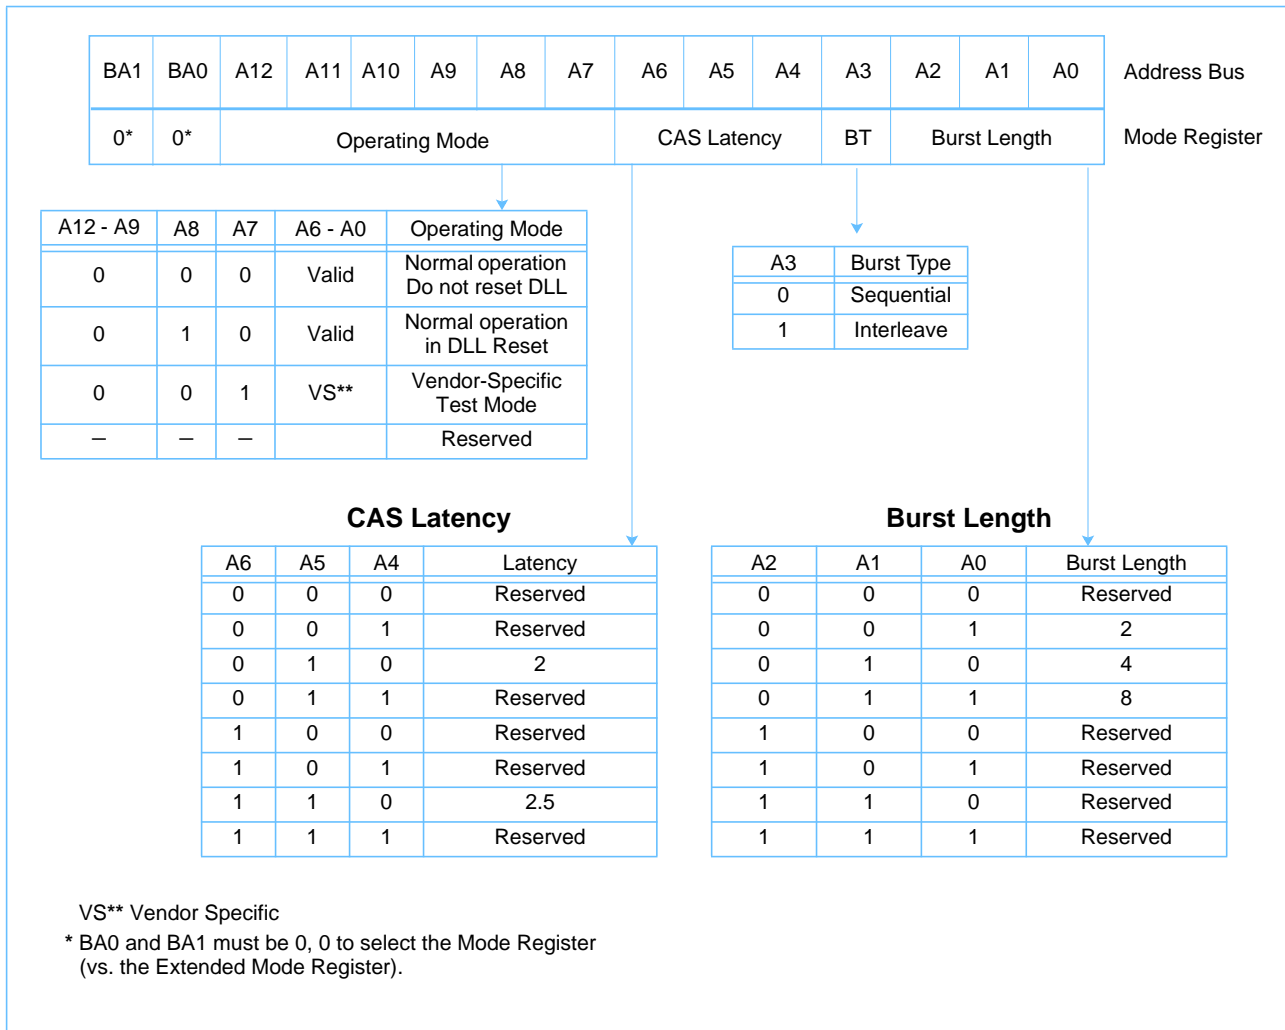 BA1 BA0 A12 A11 A10 A9 A8 A7 A6 A5 A4 A3 A2 A1 A0 Address Bus
0* 0* Operating Mode CAS Latency BT Burst Length Mode Register
A12 - A9 A8 A7 A6 - A0 Operating Mode
0 0 0 Valid Normal operation
Do not reset DLL
0 1 0 Valid Normal operation
in DLL Reset
0 0 1 VS** Vendor-Specific
Test Mode
– – – Reserved
A3 Burst Type
0 Sequential
1 Interleave
CAS Latency
A6 A5 A4 Latency
0 0 0 Reserved
0 0 1 Reserved
0 1 0 2
0 1 1 Reserved
1 0 0 Reserved
1 0 1 Reserved
1 1 0 2.5
1 1 1 Reserved
Burst Length
A2 A1 A0 Burst Length
0 0 0 Reserved
0 0 1 2
0 1 0 4
0 1 1 8
1 0 0 Reserved
1 0 1 Reserved
1 1 0 Reserved
1 1 1 Reserved
VS** Vendor Specific
* BA0 and BA1 must be 0, 0 to select the Mode Register
(vs. the Extended Mode Register).